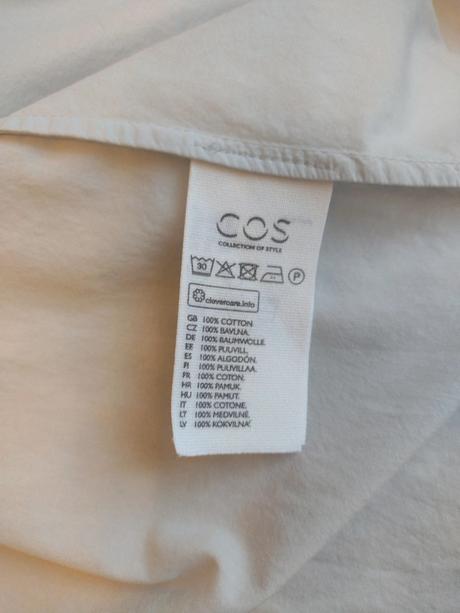 COS
COLLECTION OF STYLE
30 P
clevercare.info
GB 100% COTTON.
CZ 100% BAVLNA.
DE 100% BAUMWOLLE.
EE 100% PUUVILL.
ES 100% ALGODÓN.
FI 100% PUUVILLAA.
FR 100% COTON.
HR 100% PAMUK.
HU 100% PAMUT.
IT 100% COTONE.
LT 100% MEDVILNĖ.
LV 100% KOKVILNA.